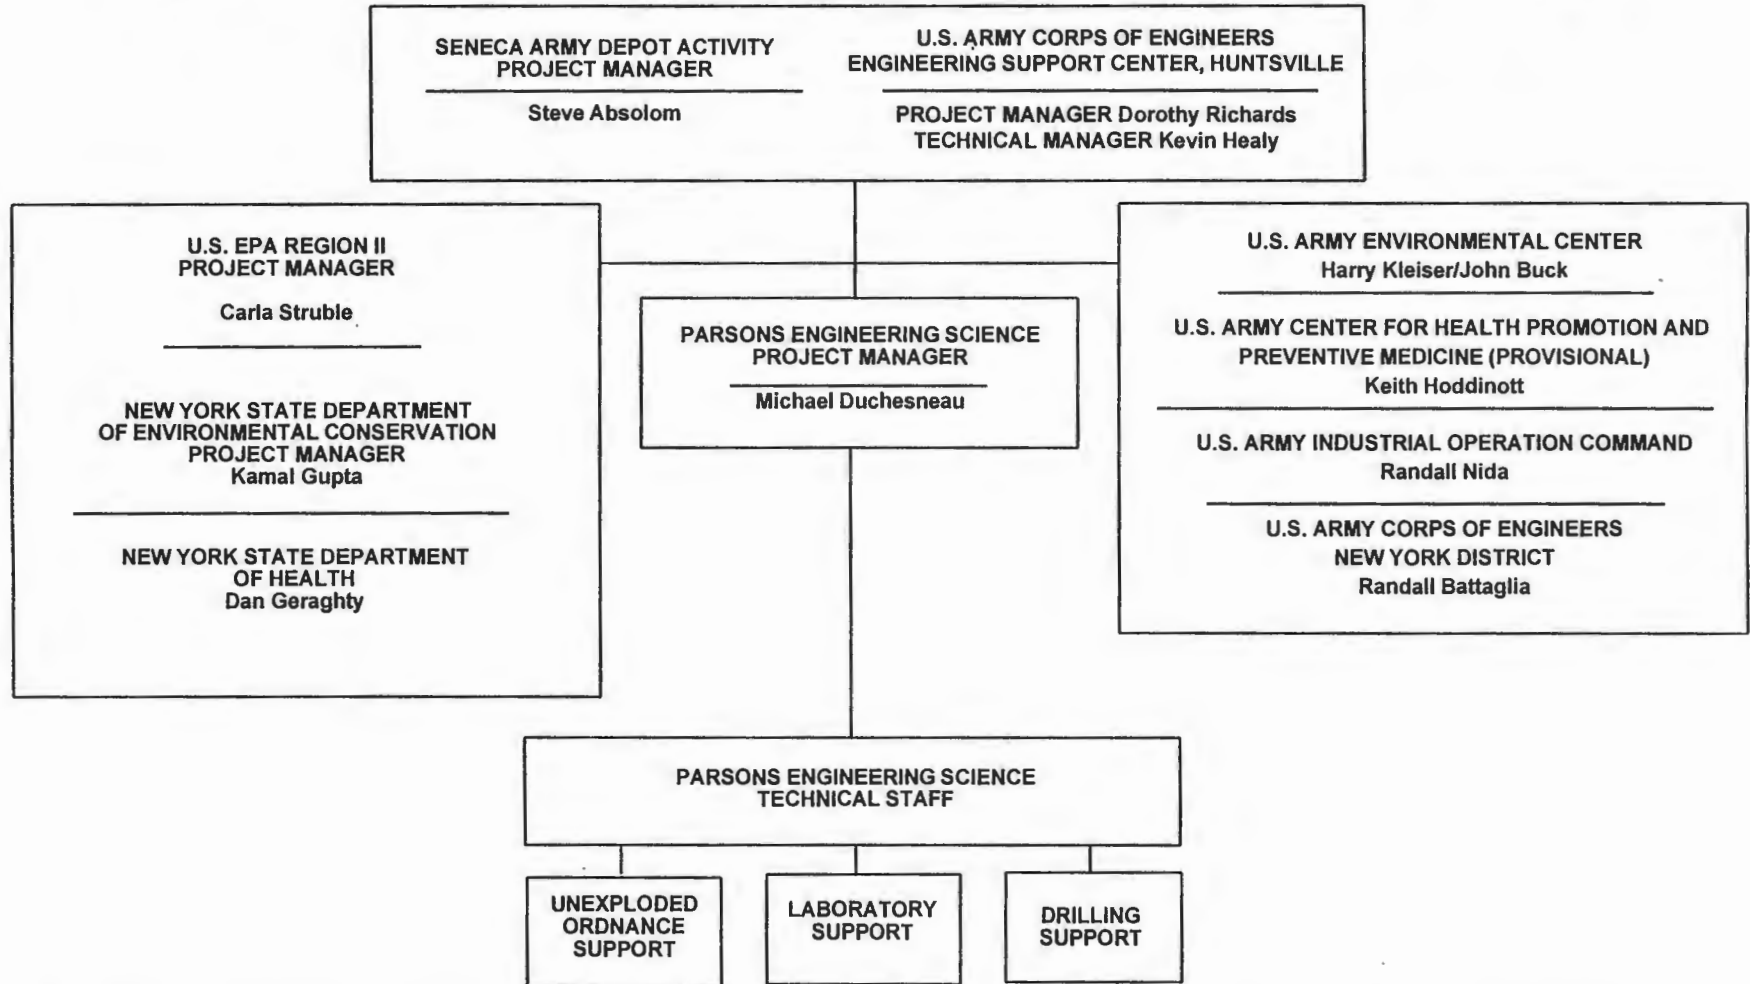 SENECA ARMY DEPOT ACTIVITY
PROJECT MANAGER
Steve Absolom
U.S. ARMY CORPS OF ENGINEERS
ENGINEERING SUPPORT CENTER, HUNTSVILLE
PROJECT MANAGER Dorothy Richards
TECHNICAL MANAGER Kevin Healy
U.S. EPA REGION II
PROJECT MANAGER
Carla Struble
NEW YORK STATE DEPARTMENT
OF ENVIRONMENTAL CONSERVATION
PROJECT MANAGER
Kamal Gupta
NEW YORK STATE DEPARTMENT
OF HEALTH
Dan Geraghty
PARSONS ENGINEERING SCIENCE
PROJECT MANAGER
Michael Duchesneau
U.S. ARMY ENVIRONMENTAL CENTER
Harry Kleiser/John Buck
U.S. ARMY CENTER FOR HEALTH PROMOTION AND
PREVENTIVE MEDICINE (PROVISIONAL)
Keith Hoddinott
U.S. ARMY INDUSTRIAL OPERATION COMMAND
Randall Nida
U.S. ARMY CORPS OF ENGINEERS
NEW YORK DISTRICT
Randall Battaglia
PARSONS ENGINEERING SCIENCE
TECHNICAL STAFF
UNEXPLODED
ORDNANCE
SUPPORT
LABORATORY
SUPPORT
DRILLING
SUPPORT